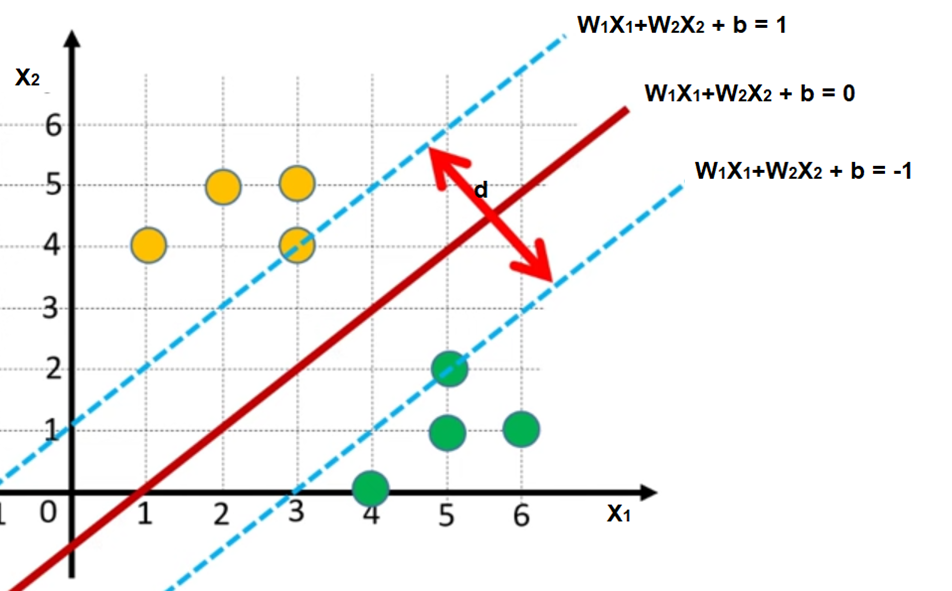 W₁X₁+W₂X₂ + b = 1
X₂
W₁X₁+W₂X₂ + b = 0
6
W₁X₁+W₂X₂ + b = -1
5
d
4
3
2
1
0 1 2 3 4 5 6 X₁